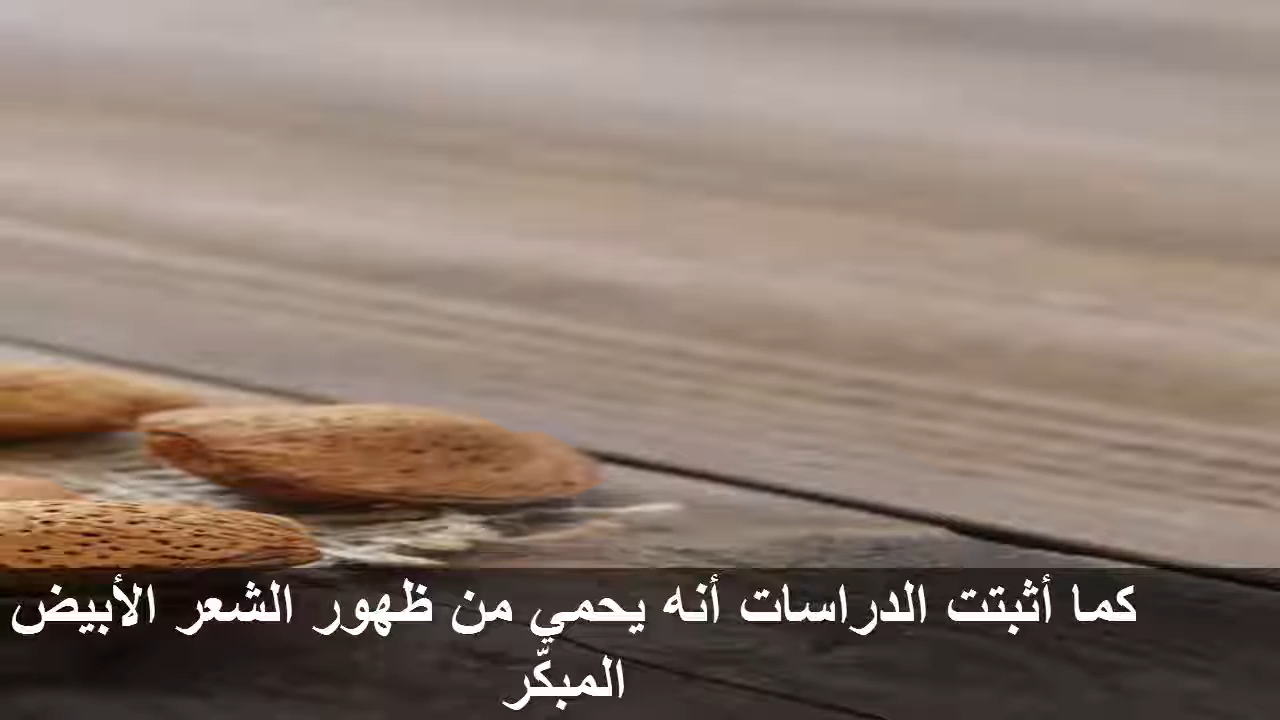 كما أثبتت الدراسات أنه يحمي من ظهور الشعر الأبيض
المبكّر